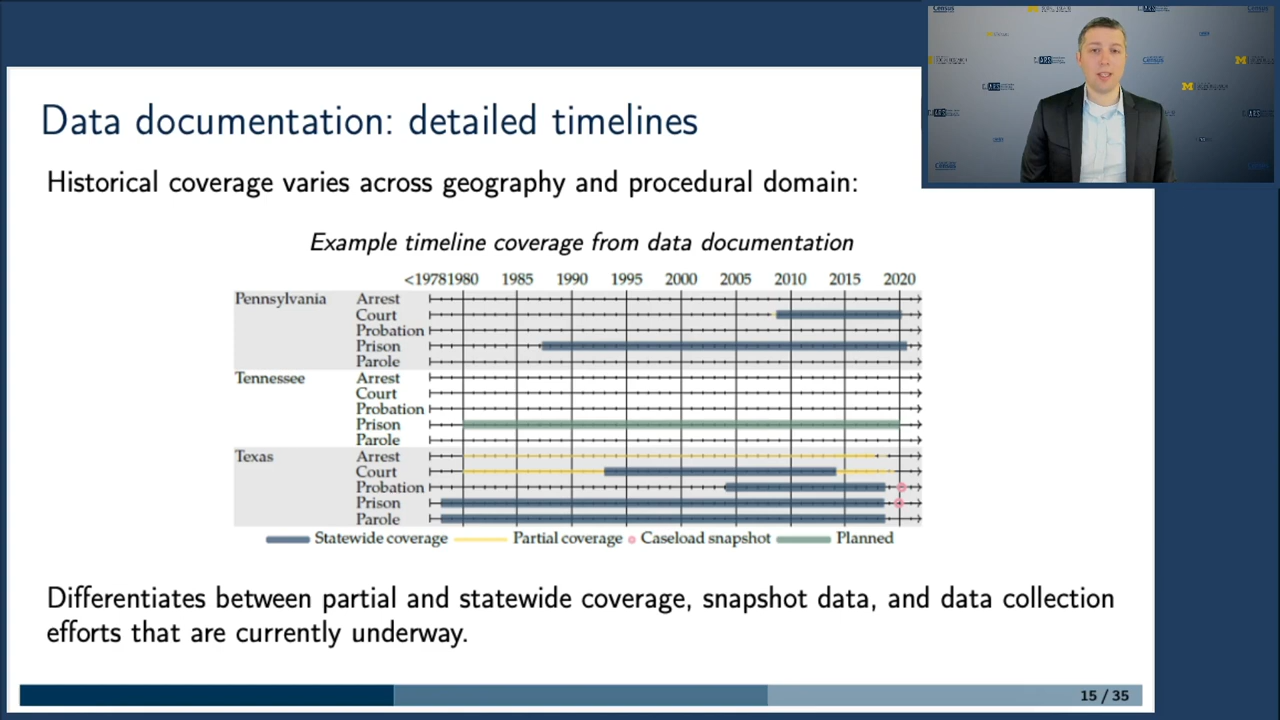 Census
Data documentation: detailed timelines
Historical coverage varies across geography and procedural domain:
Example timeline coverage from data documentation
<1978 1980 1985 1990 1995 2000 2005 2010 2015 2020
Pennsylvania Arrest
Court
Probation
Prison
Parole
Tennessee Arrest
Court
Probation
Prison
Parole
Texas Arrest
Court
Probation
Prison
Parole
Statewide coverage Partial coverage Caseload snapshot Planned
Differentiates between partial and statewide coverage, snapshot data, and data collection
efforts that are currently underway.
15 / 35